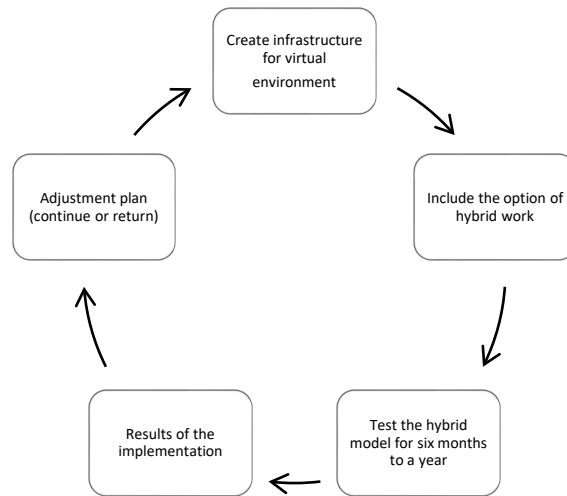 Create infrastructure
for virtual
environment
Include the option of
hybrid work
Test the hybrid
model for six months
to a year
Results of the
implementation
Adjustment plan
(continue or return)